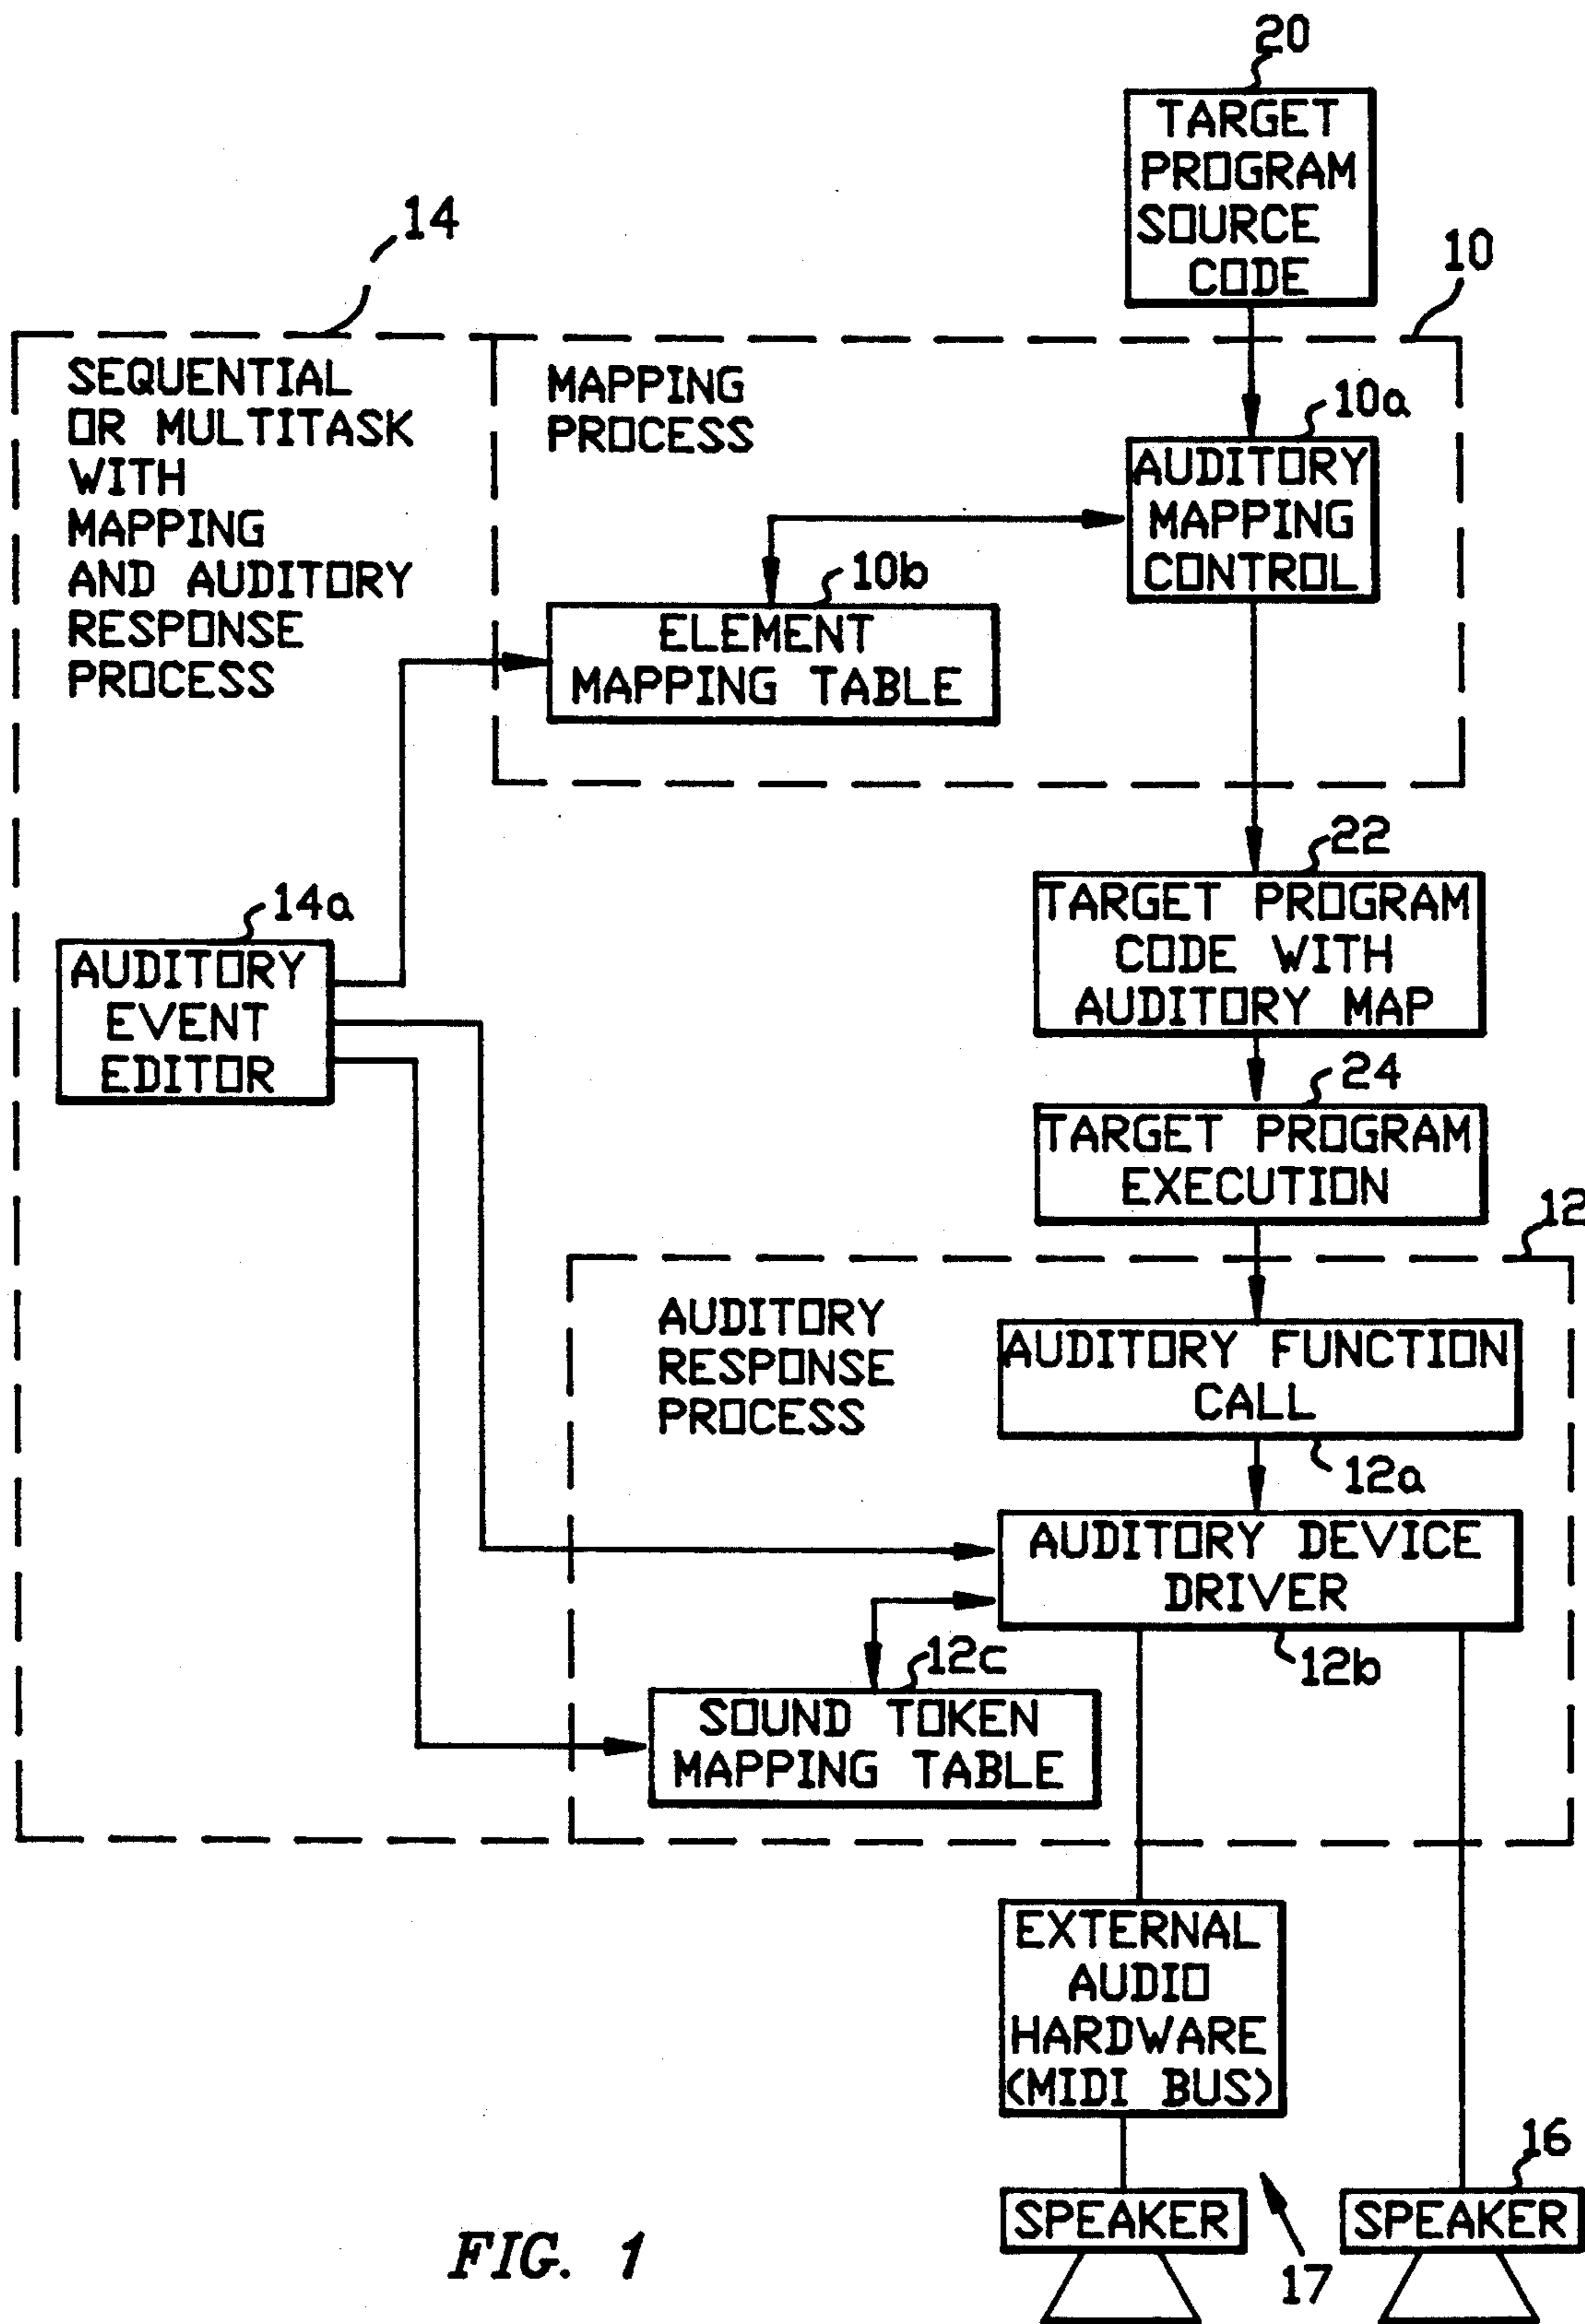 20
TARGET
PROGRAM
SOURCE
CODE
14
10
SEQUENTIAL
OR MULTITASK
WITH
MAPPING
AND AUDITORY
RESPONSE
PROCESS
MAPPING
PROCESS
10a
AUDITORY
MAPPING
CONTROL
10b
ELEMENT
MAPPING TABLE
22
TARGET PROGRAM
CODE WITH
AUDITORY MAP
14a
AUDITORY
EVENT
EDITOR
24
TARGET PROGRAM
EXECUTION
12
AUDITORY
RESPONSE
PROCESS
AUDITORY FUNCTION
CALL
12a
AUDITORY DEVICE
DRIVER
12b
12c
SOUND TOKEN
MAPPING TABLE
EXTERNAL
AUDIO
HARDWARE
(MIDI BUS)
16
SPEAKER
SPEAKER
17
FIG. 1